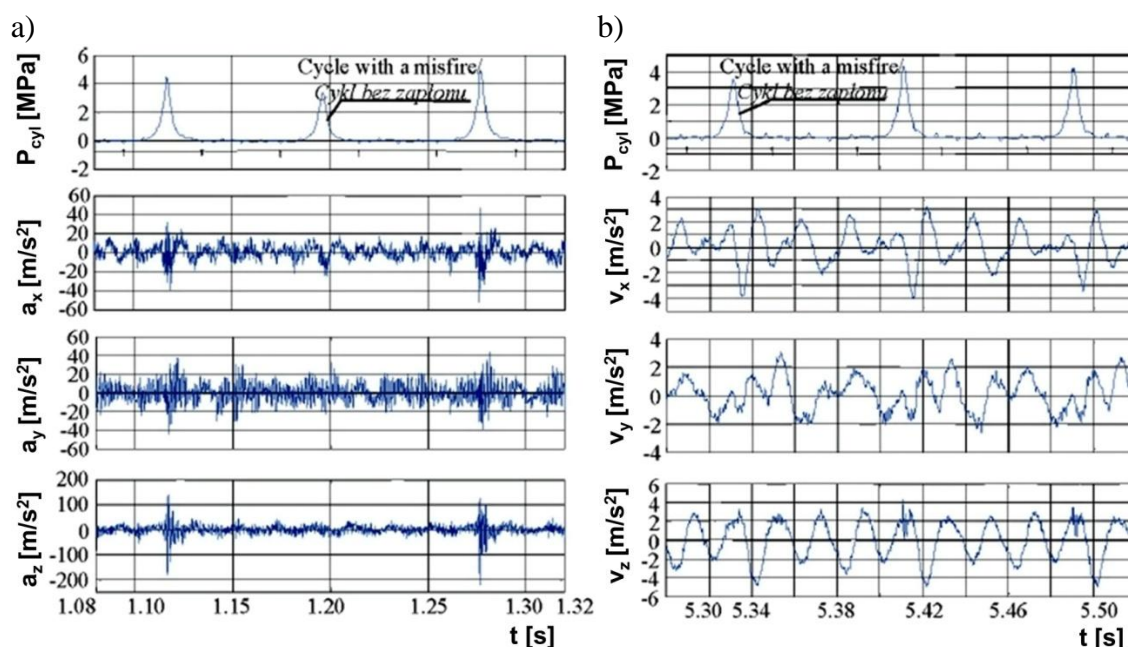 a)
6
4
2
0
-2
P_cyl [MPa]
Cycle with a misfire
Cykl bez zapłonu
60
40
20
0
-20
-40
-60
a_x [m/s²]
60
40
20
0
-20
-40
-60
a_y [m/s²]
200
100
0
-100
-200
a_z [m/s²]
1.08 1.10 1.15 1.20 1.25 1.30 1.32
t [s]
b)
4
2
0
-2
P_cyl [MPa]
Cycle with a misfire
Cykl bez zapłonu
4
2
0
-2
-4
v_x [m/s²]
4
2
0
-2
-4
v_y [m/s²]
6
4
2
0
-2
-4
-6
v_z [m/s²]
5.30 5.34 5.38 5.42 5.46 5.50
t [s]